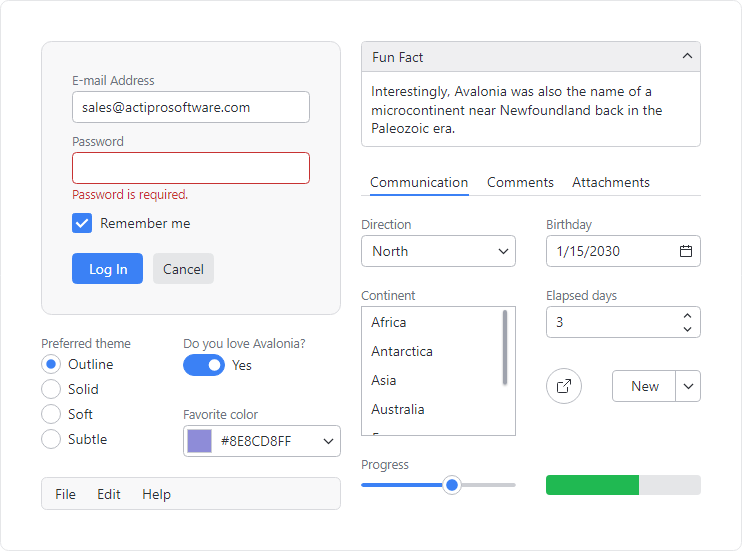 E-mail Address
sales@actiprosoftware.com
Password
Password is required.
Remember me
Log In
Cancel
Fun Fact
Interestingly, Avalonia was also the name of a
microcontinent near Newfoundland back in the
Paleozoic era.
Communication
Comments
Attachments
Direction
North
Birthday
1/15/2030
Continent
Africa
Antarctica
Asia
Australia
Elapsed days
3
New
Preferred theme
Outline
Solid
Soft
Subtle
Do you love Avalonia?
Yes
Favorite color
#8E8CD8FF
File
Edit
Help
Progress